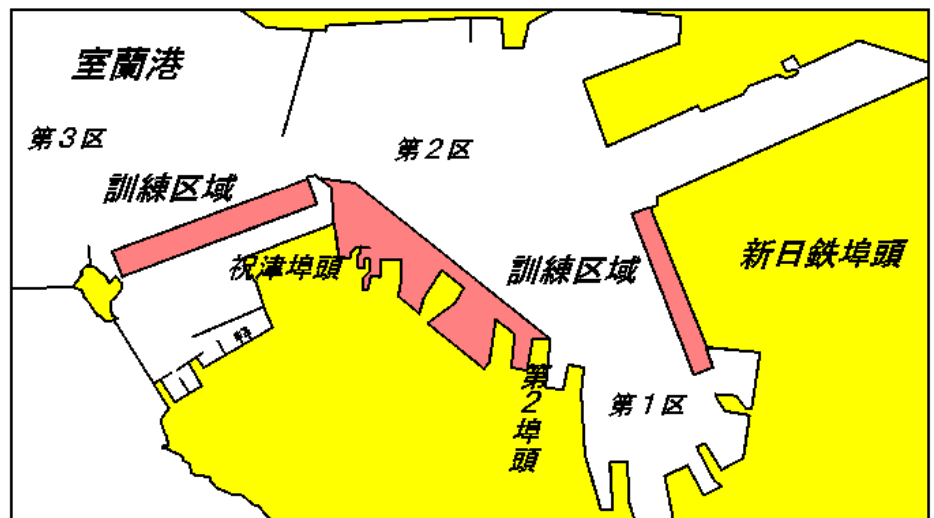 室蘭港
第３区
第２区
訓練区域
祝津埠頭
訓練区域
新日鉄埠頭
第２埠頭
第１区